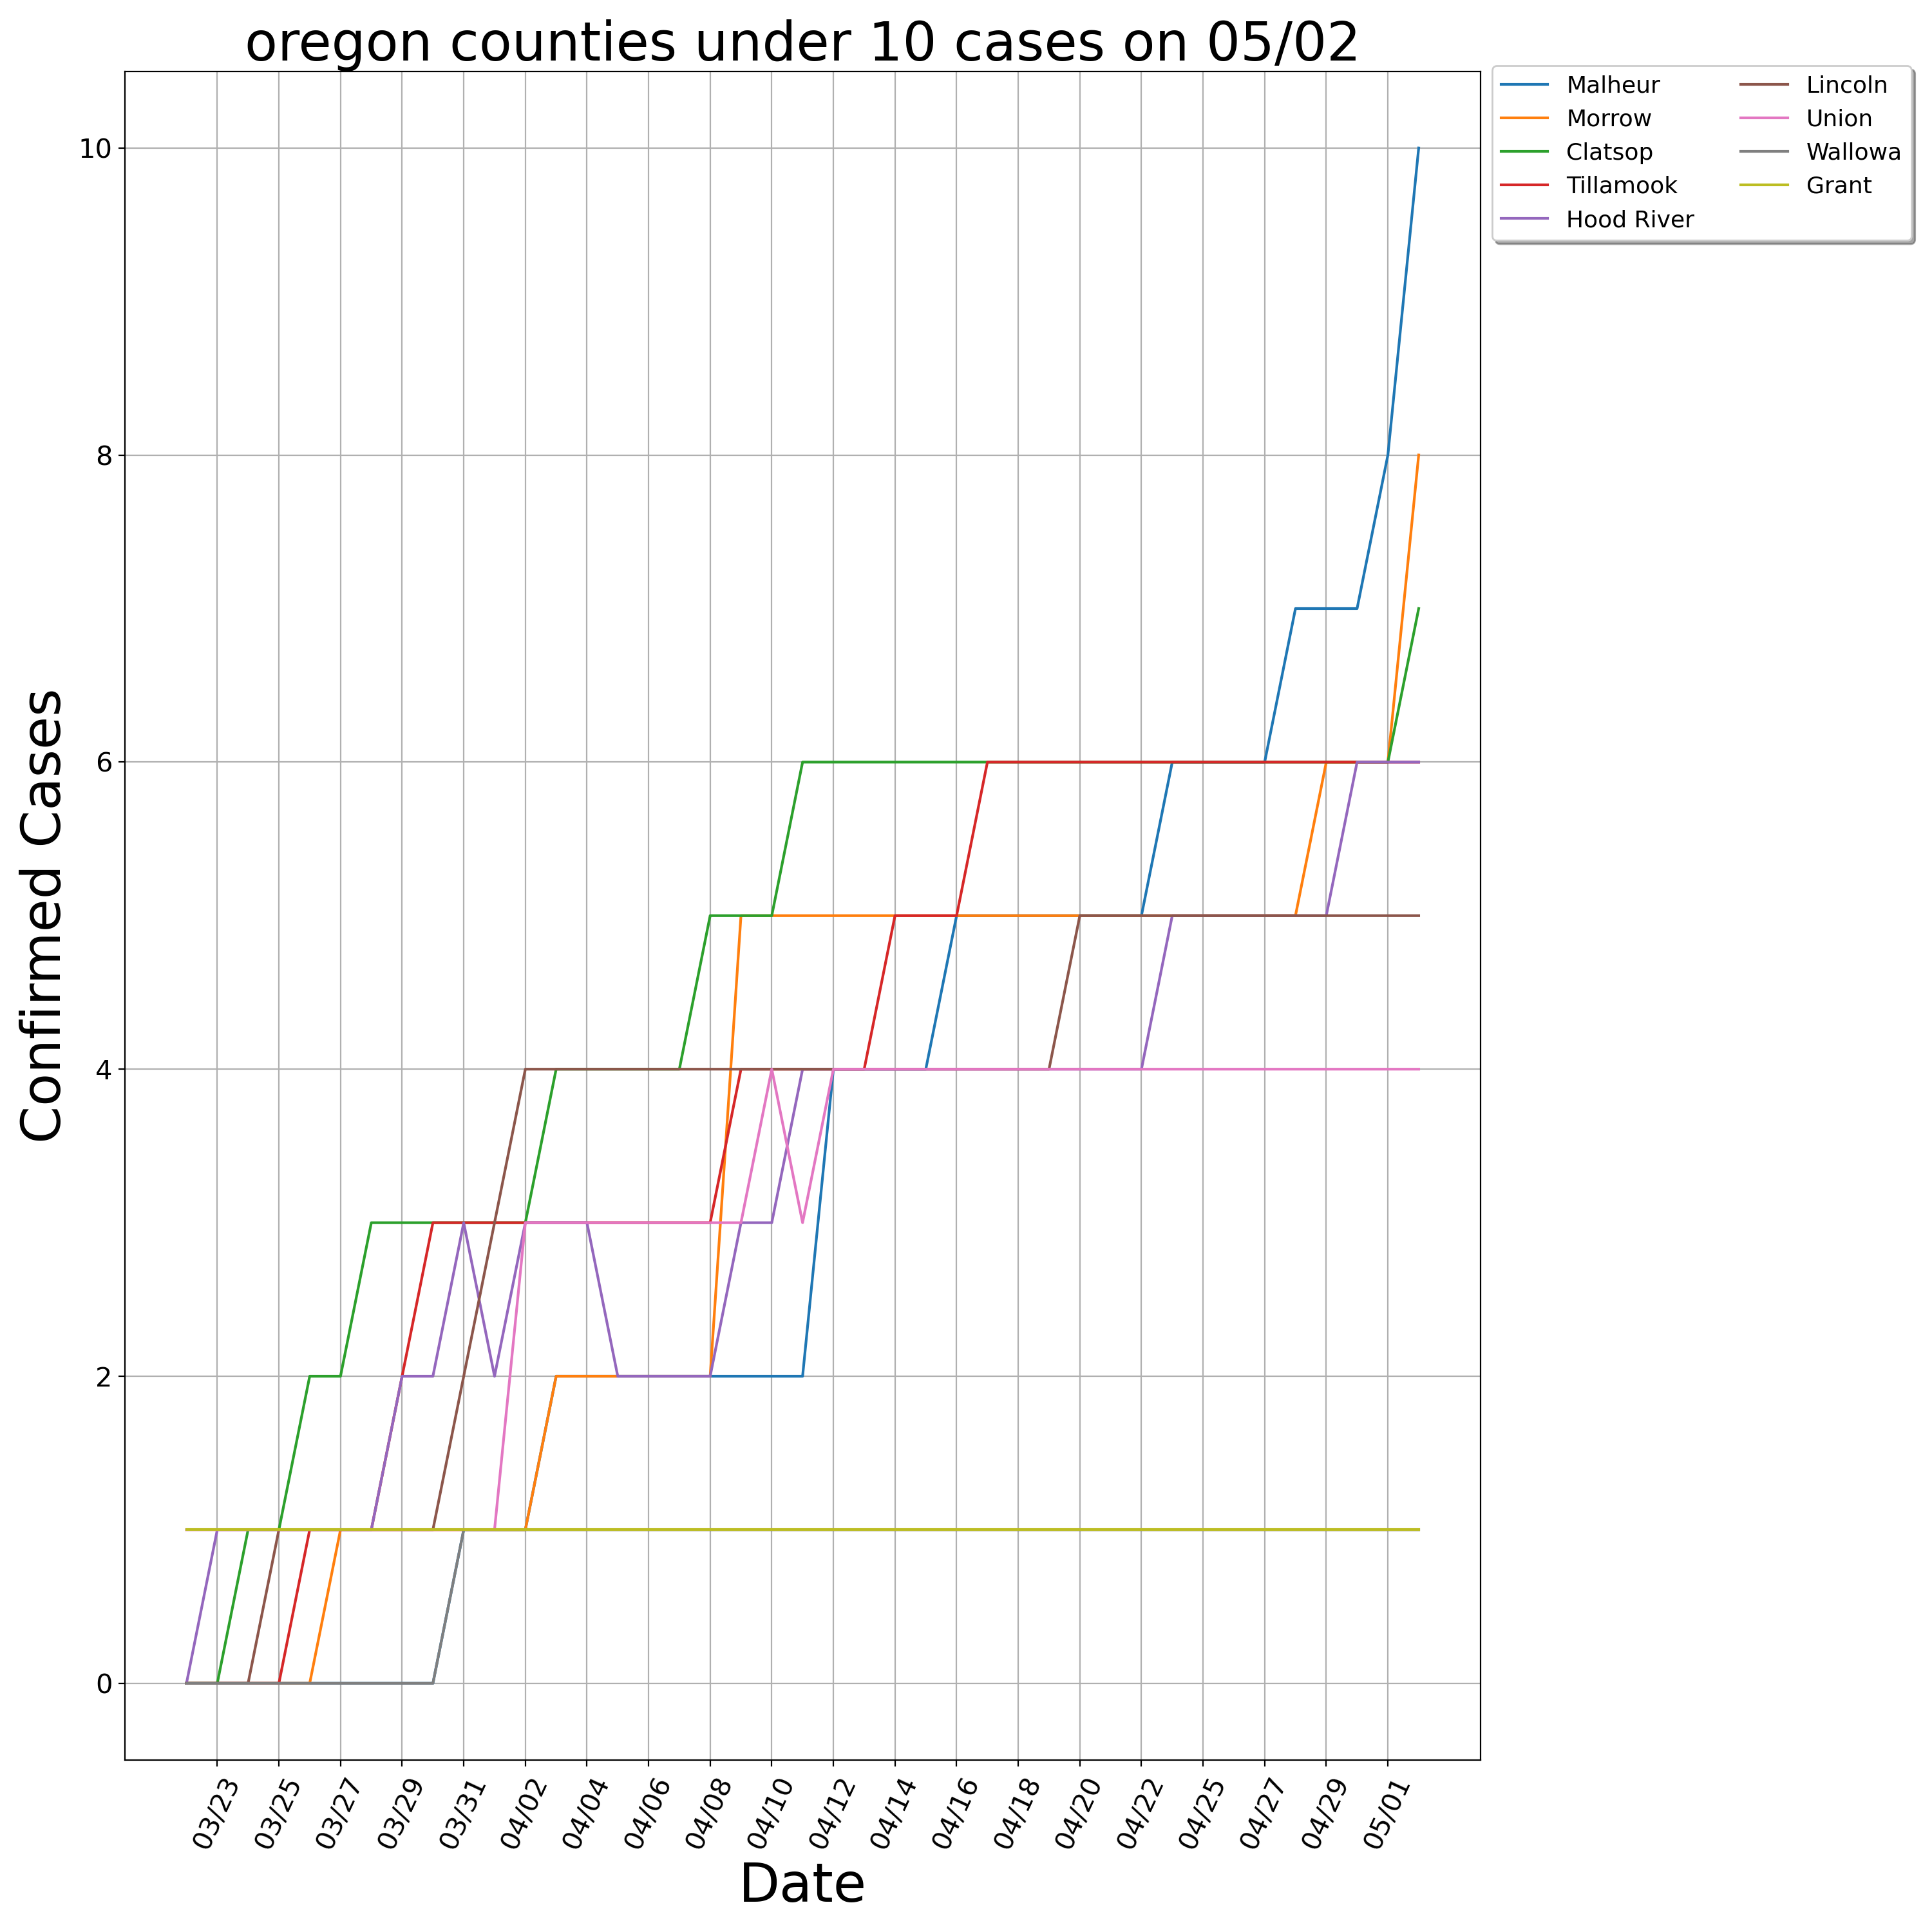 oregon counties under 10 cases on 05/02
Malheur
Morrow
Clatsop
Tillamook
Hood River
Lincoln
Union
Wallowa
Grant
Confirmed Cases
10
8
6
4
2
0
03/23
03/25
03/27
03/29
03/31
04/02
04/04
04/06
04/08
04/10
04/12
04/14
04/16
04/18
04/20
04/22
04/25
04/27
04/29
05/01
Date